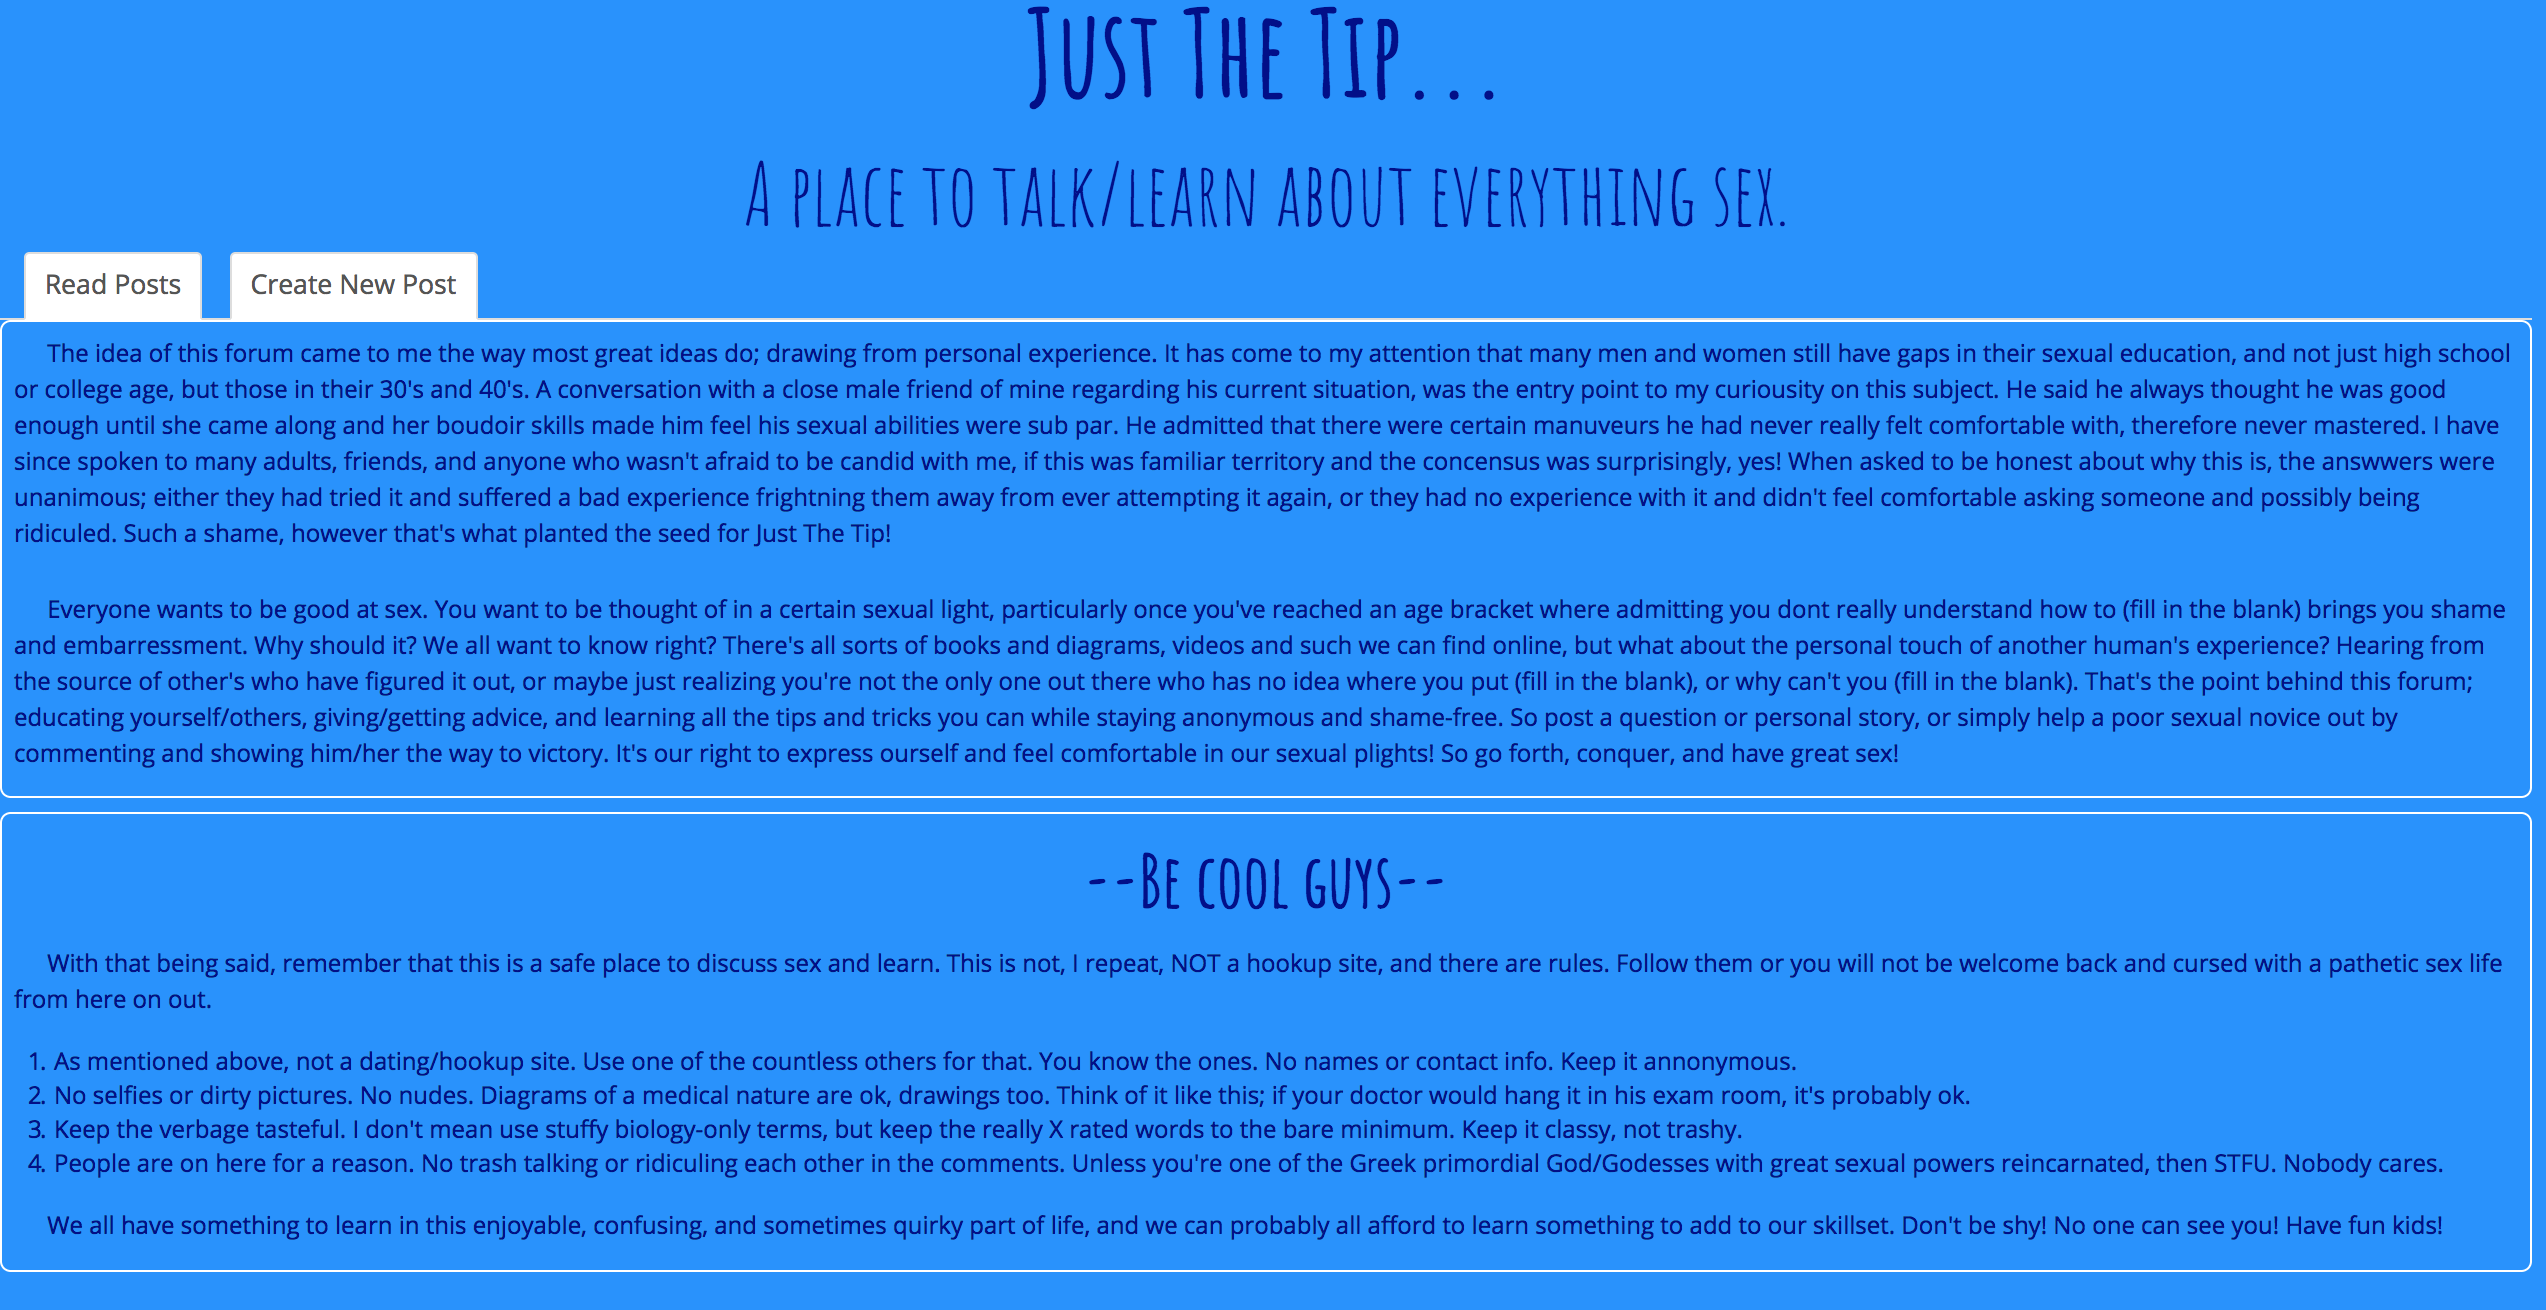 Just The Tip...
A place to talk/learn about everything sex.
Read Posts
Create New Post
The idea of this forum came to me the way most great ideas do; drawing from personal experience. It has come to my attention that many men and women still have gaps in their sexual education, and not just high school
or college age, but those in their 30's and 40's. A conversation with a close male friend of mine regarding his current situation, was the entry point to my curiousity on this subject. He said he always thought he was good
enough until she came along and her boudoir skills made him feel his sexual abilities were sub par. He admitted that there were certain manuveurs he had never really felt comfortable with, therefore never mastered. I have
since spoken to many adults, friends, and anyone who wasn't afraid to be candid with me, if this was familiar territory and the concensus was surprisingly, yes! When asked to be honest about why this is, the answwers were
unanimous; either they had tried it and suffered a bad experience frightning them away from ever attempting it again, or they had no experience with it and didn't feel comfortable asking someone and possibly being
ridiculed. Such a shame, however that's what planted the seed for Just The Tip!
Everyone wants to be good at sex. You want to be thought of in a certain sexual light, particularly once you've reached an age bracket where admitting you dont really understand how to (fill in the blank) brings you shame
and embarressment. Why should it? We all want to know right? There's all sorts of books and diagrams, videos and such we can find online, but what about the personal touch of another human's experience? Hearing from
the source of other's who have figured it out, or maybe just realizing you're not the only one out there who has no idea where you put (fill in the blank), or why can't you (fill in the blank). That's the point behind this forum;
educating yourself/others, giving/getting advice, and learning all the tips and tricks you can while staying anonymous and shame-free. So post a question or personal story, or simply help a poor sexual novice out by
commenting and showing him/her the way to victory. It's our right to express ourself and feel comfortable in our sexual plights! So go forth, conquer, and have great sex!
--Be cool guys--
With that being said, remember that this is a safe place to discuss sex and learn. This is not, I repeat, NOT a hookup site, and there are rules. Follow them or you will not be welcome back and cursed with a pathetic sex life
from here on out.
1. As mentioned above, not a dating/hookup site. Use one of the countless others for that. You know the ones. No names or contact info. Keep it annonymous.
2. No selfies or dirty pictures. No nudes. Diagrams of a medical nature are ok, drawings too. Think of it like this; if your doctor would hang it in his exam room, it's probably ok.
3. Keep the verbage tasteful. I don't mean use stuffy biology-only terms, but keep the really X rated words to the bare minimum. Keep it classy, not trashy.
4. People are on here for a reason. No trash talking or ridiculing each other in the comments. Unless you're one of the Greek primordial God/Godesses with great sexual powers reincarnated, then STFU. Nobody cares.
We all have something to learn in this enjoyable, confusing, and sometimes quirky part of life, and we can probably all afford to learn something to add to our skillset. Don't be shy! No one can see you! Have fun kids!